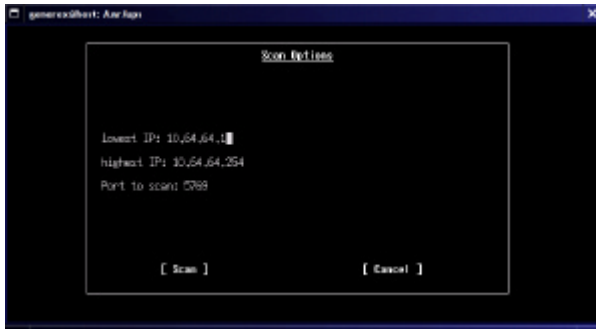 Scan Options
lowest IP: 10.64.64.1
highest IP: 10.64.64.254
Port to scan: 5769
[ Scan ] [ Cancel ]